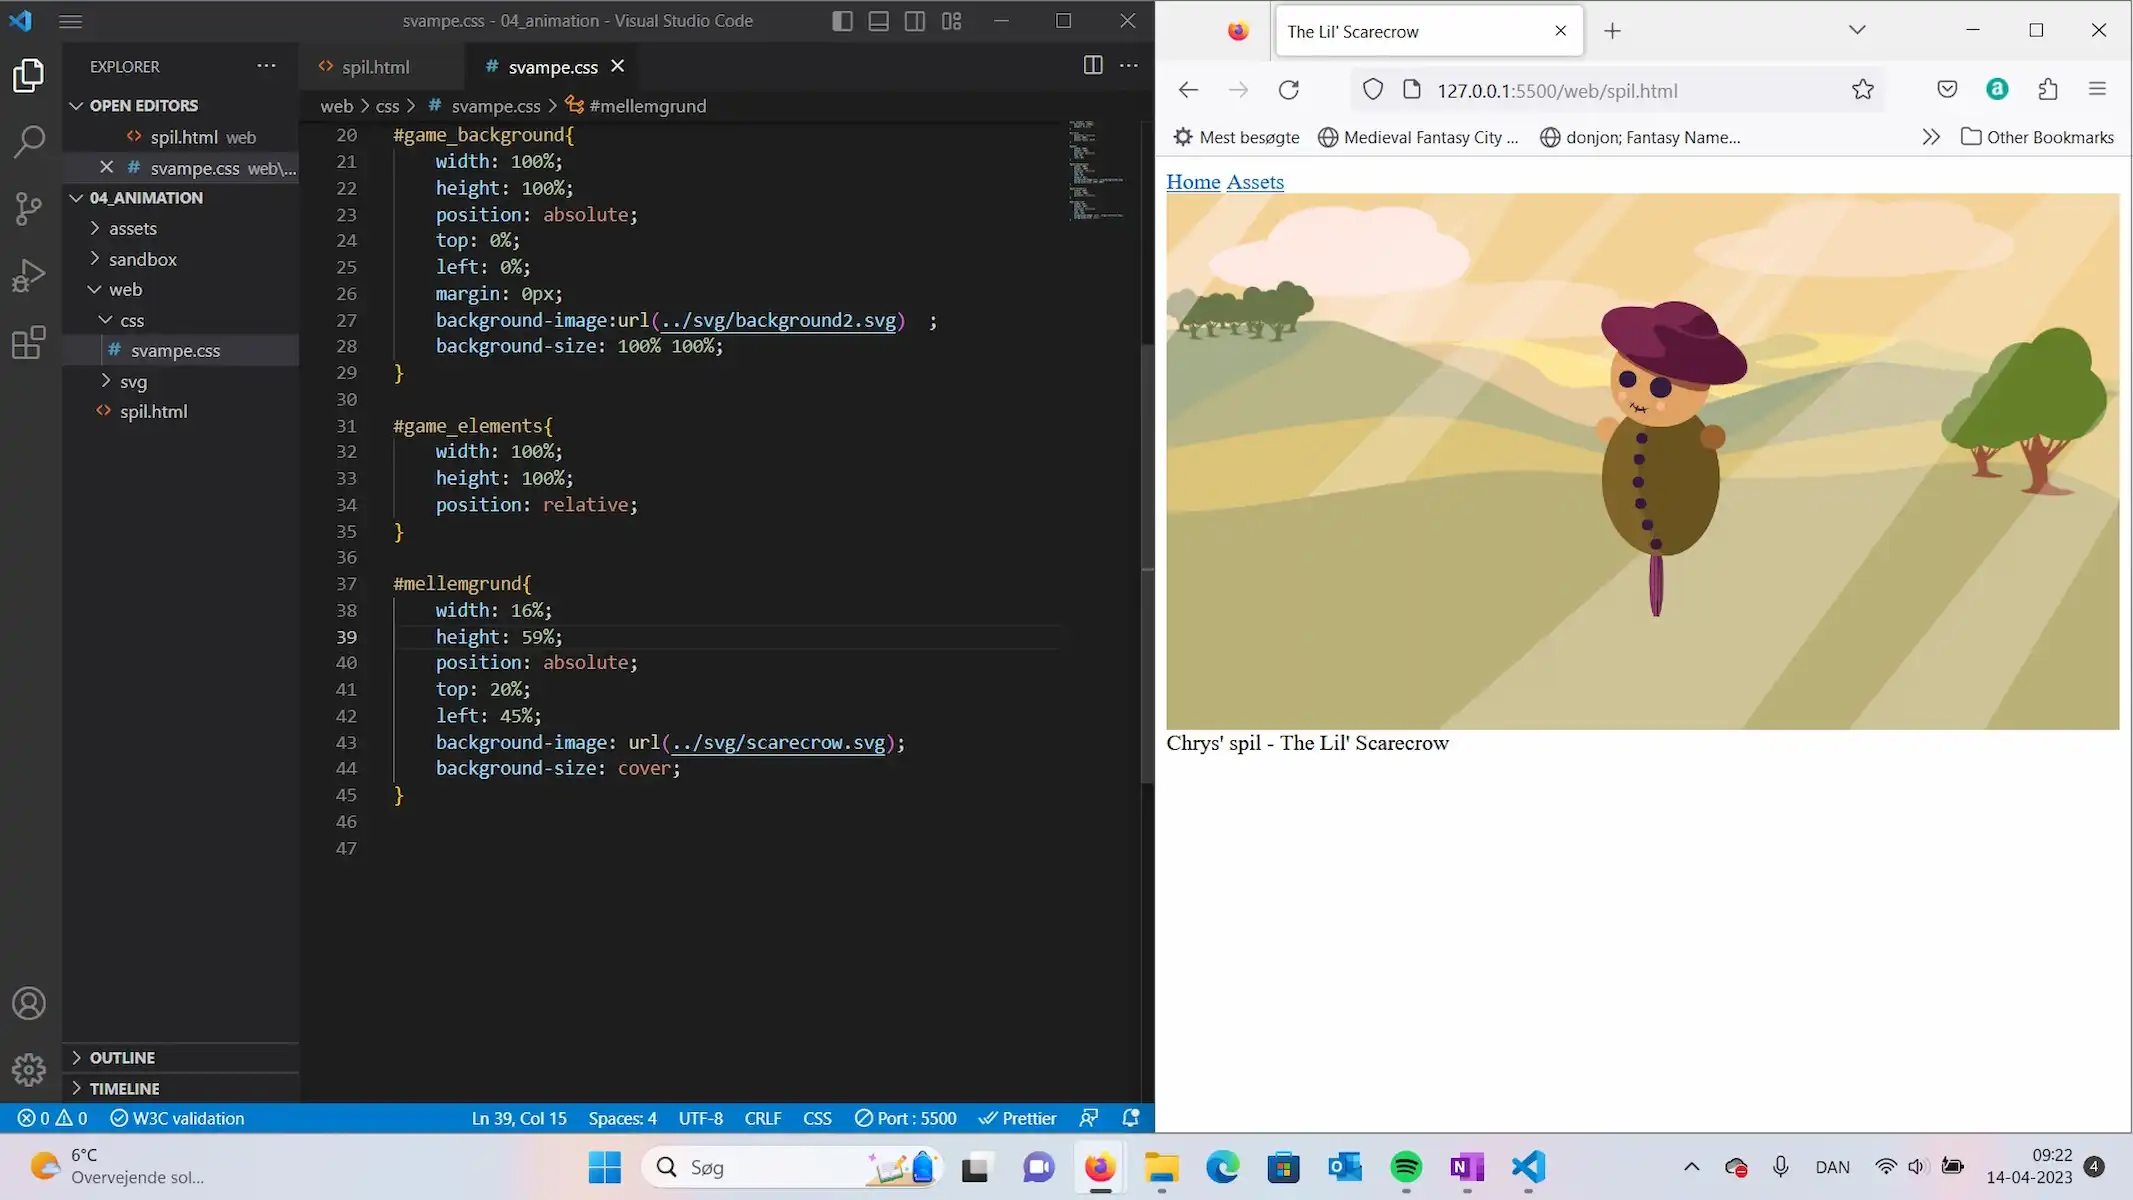 svampe.css - 04_animation - Visual Studio Code
EXPLORER
OPEN EDITORS
spil.html web
svampe.css web\...
04_ANIMATION
assets
sandbox
web
css
svampe.css
svg
spil.html
OUTLINE
TIMELINE
spil.html
# svampe.css
web > css > # svampe.css > #mellemgrund
20 #game_background{
21 width: 100%;
22 height: 100%;
23 position: absolute;
24 top: 0%;
25 left: 0%;
26 margin: 0px;
27 background-image:url(../svg/background2.svg) ;
28 background-size: 100% 100%;
29 }
30
31 #game_elements{
32 width: 100%;
33 height: 100%;
34 position: relative;
35 }
36
37 #mellemgrund{
38 width: 16%;
39 height: 59%;
40 position: absolute;
41 top: 20%;
42 left: 45%;
43 background-image: url(../svg/scarecrow.svg);
44 background-size: cover;
45 }
46
47
0 0 W3C validation Ln 39, Col 15 Spaces: 4 UTF-8 CRLF CSS Port : 5500 Prettier
The Lil' Scarecrow
127.0.0.1:5500/web/spil.html
a
Mest besøgte Medieval Fantasy City ... donjon; Fantasy Name... Other Bookmarks
Home Assets
Chrys' spil - The Lil' Scarecrow
6°C
Overvejende sol...
Søg
DAN
09:22
14-04-2023
4